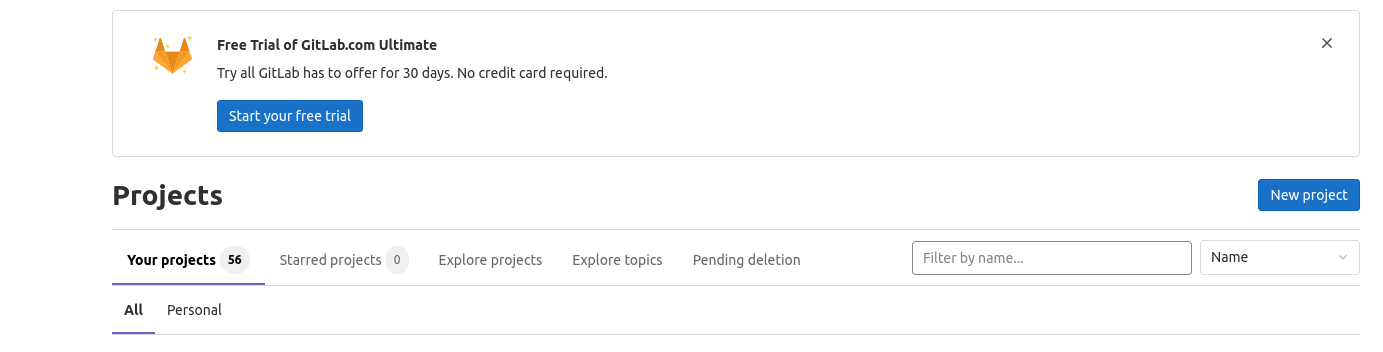 Free Trial of GitLab.com Ultimate
Try all GitLab has to offer for 30 days. No credit card required.
Start your free trial
Projects
New project
Your projects 56 Starred projects 0 Explore projects Explore topics Pending deletion Filter by name... Name
All Personal